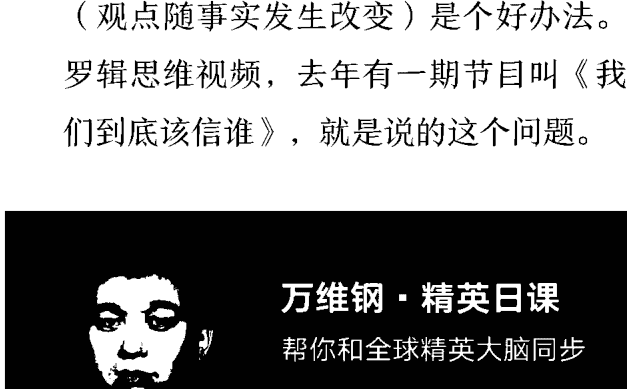 （观点随事实发生改变）是个好办法。
罗辑思维视频，去年有一期节目叫《我
们到底该信谁》，就是说的这个问题。
万维钢·精英日课
帮你和全球精英大脑同步